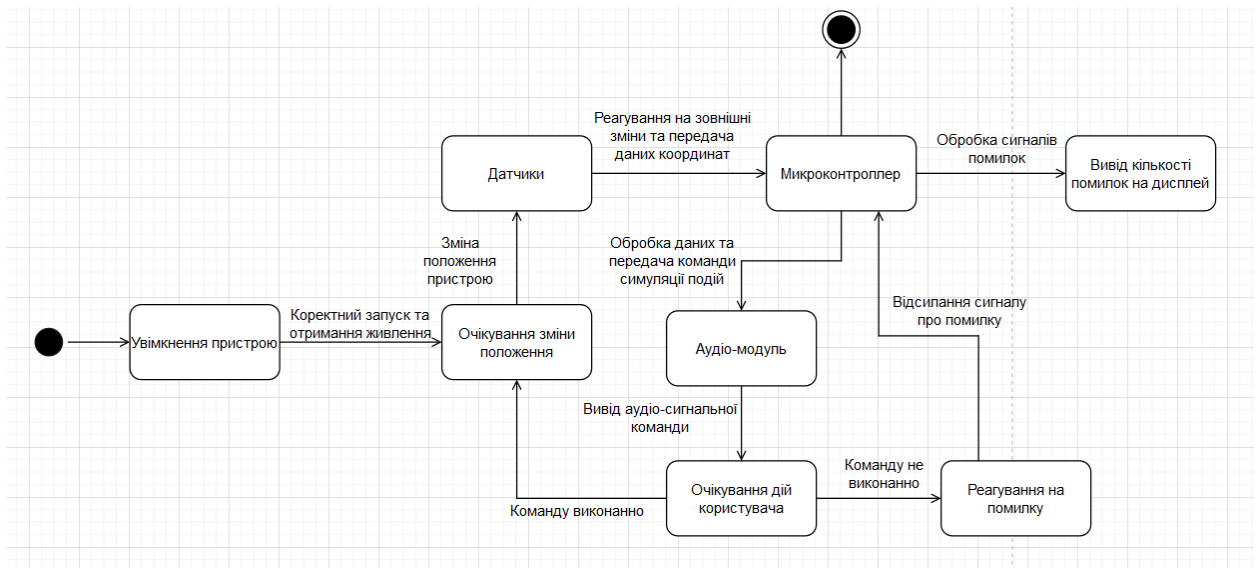 Реагування на зовнішні
зміни та передача
даних координат
Обробка сигналів
помилок
Датчики
Микроконтроллер
Вивід кількості
помилок на дисплей
Зміна
положення
пристрою
Обробка даних та
передача команди
симуляції подій
Коректний запуск та
отримання живлення
Відсилання сигналу
про помилку
Увімкнення пристрою
Очікування зміни
положення
Аудіо-модуль
Вивід аудіо-сигнальної
команди
Команду не
виконанно
Очікування дій
користувача
Реагування на
помилку
Команду виконанно